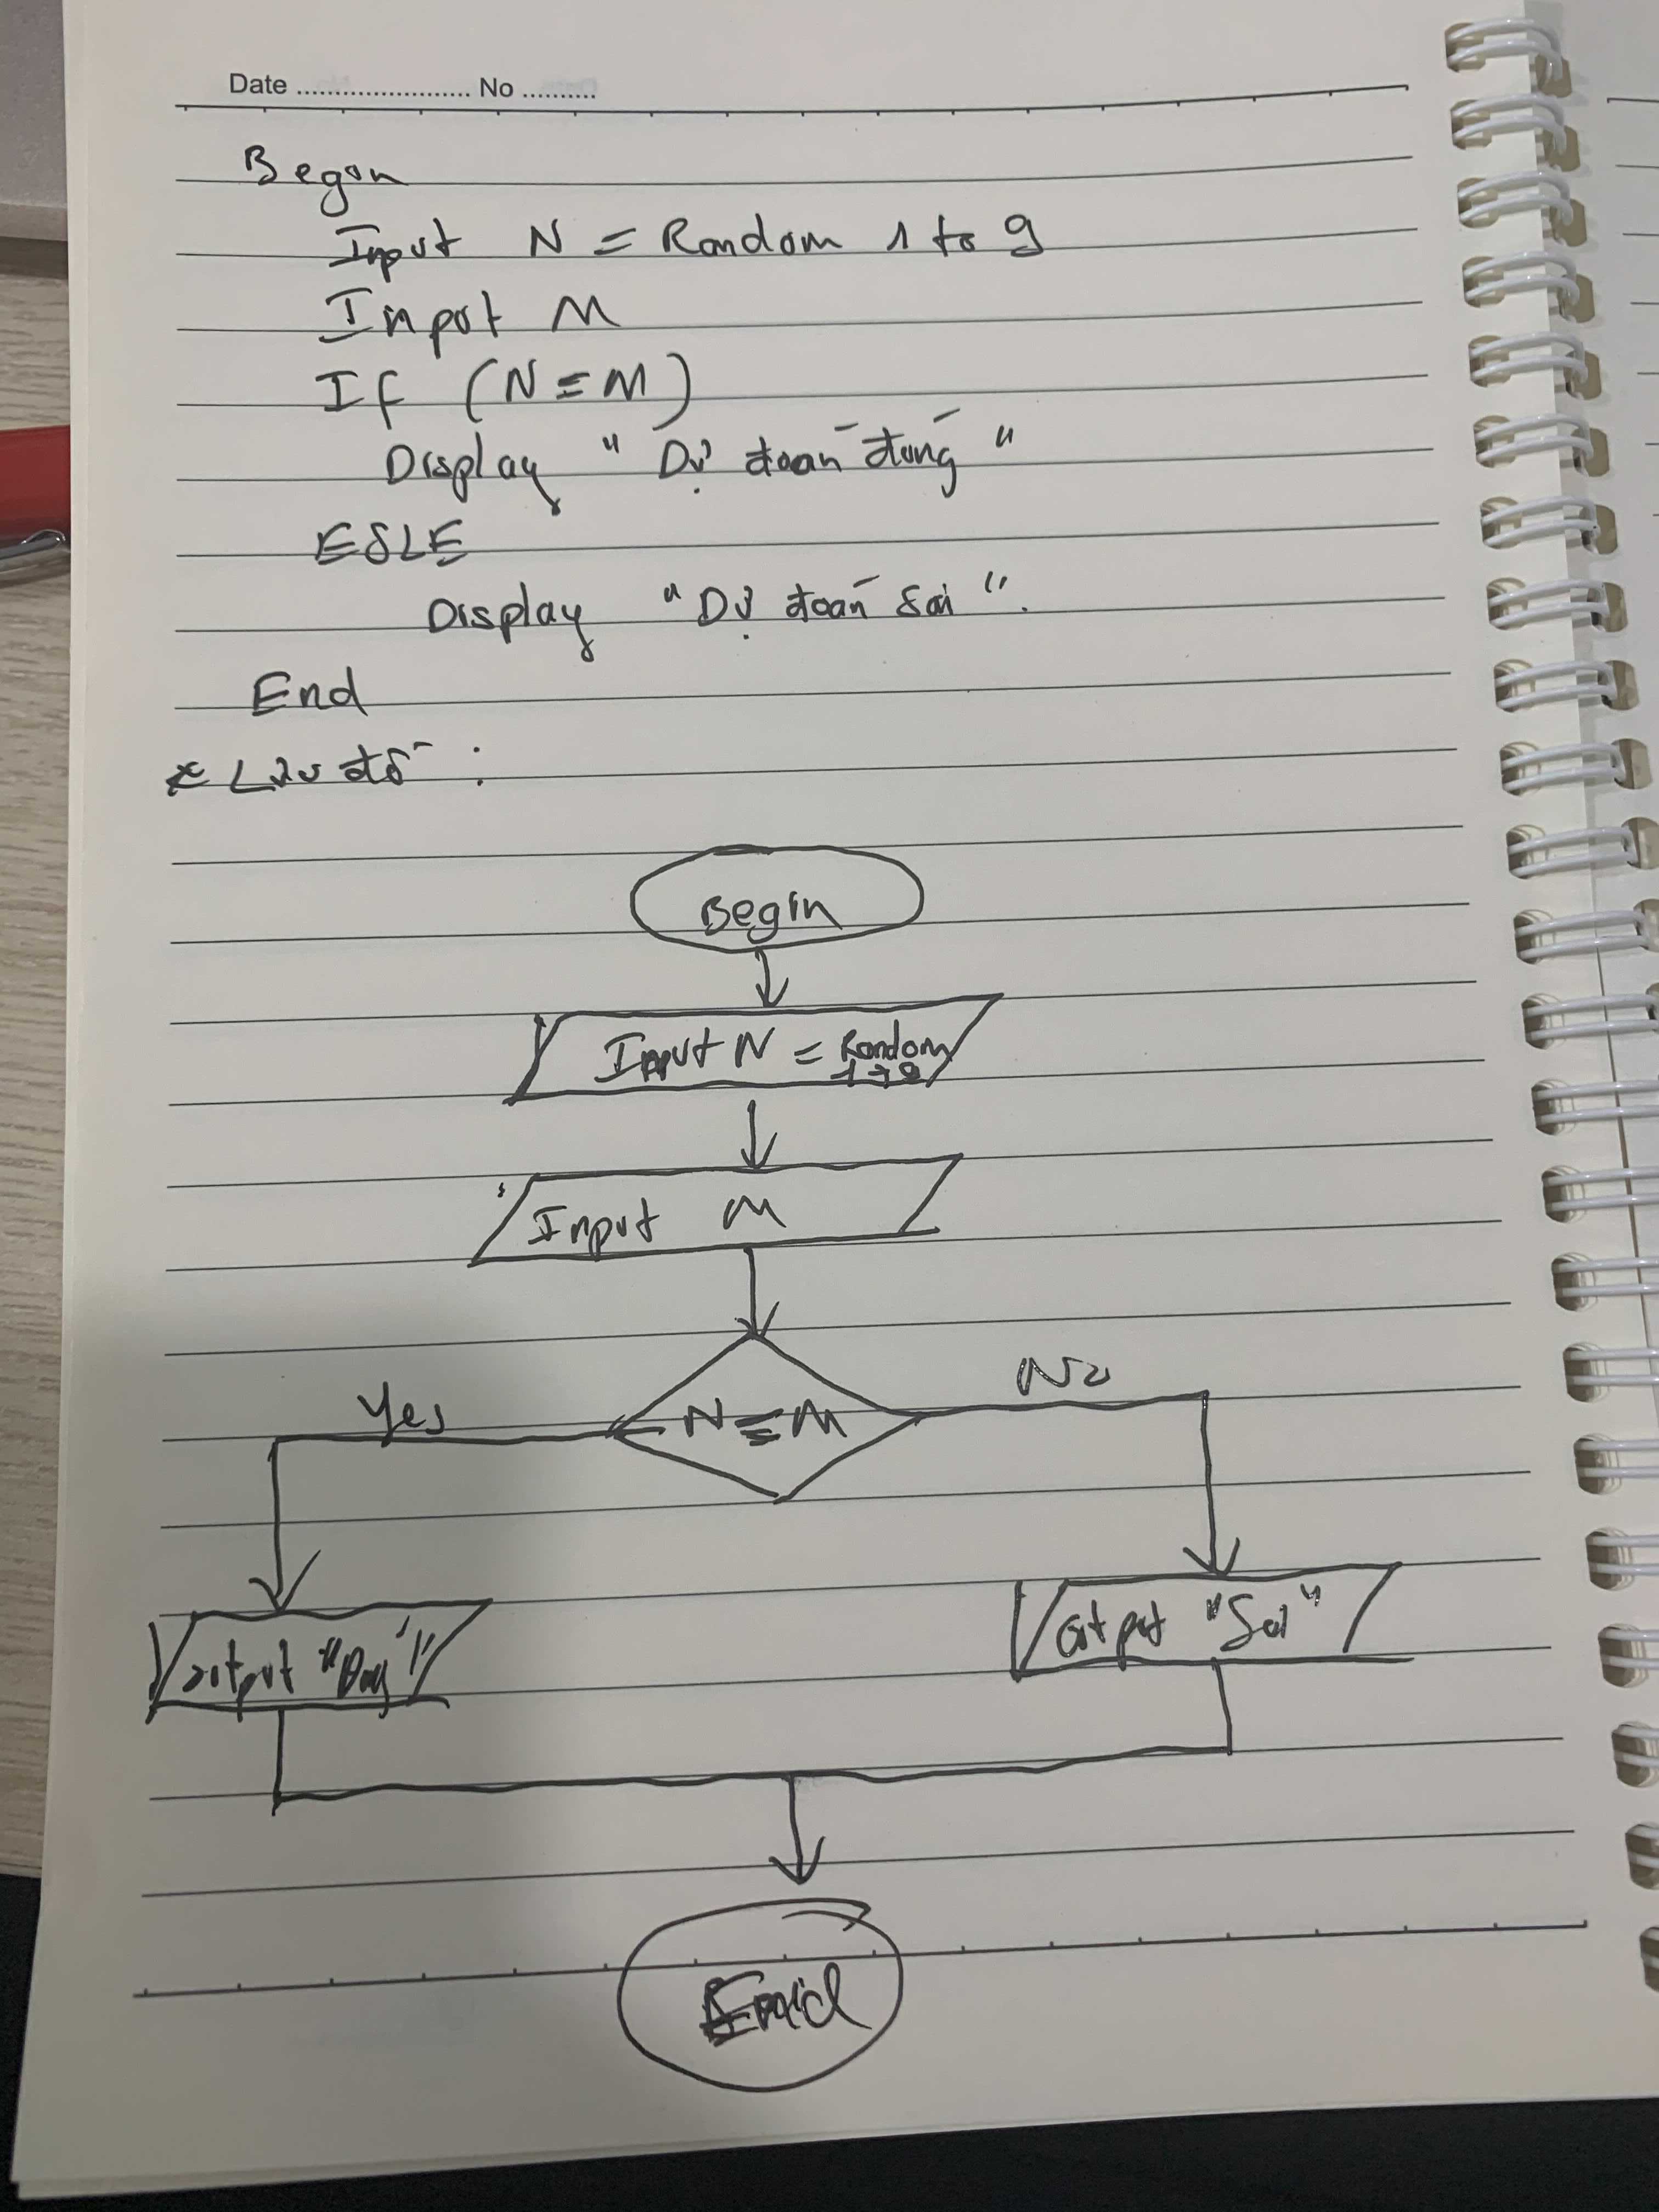 Date ........................ No ..........
Begin
Input N = Random 1 to 9
Input M
If (N = M)
Display " Dự đoán đúng "
ESLE
Display "Dự đoán sai ".
End
* Lưu đồ :
Begin
Input N = Random
1 → 9
Input M
N = M
Yes
No
Output "Sai"
output "Đúng"
End